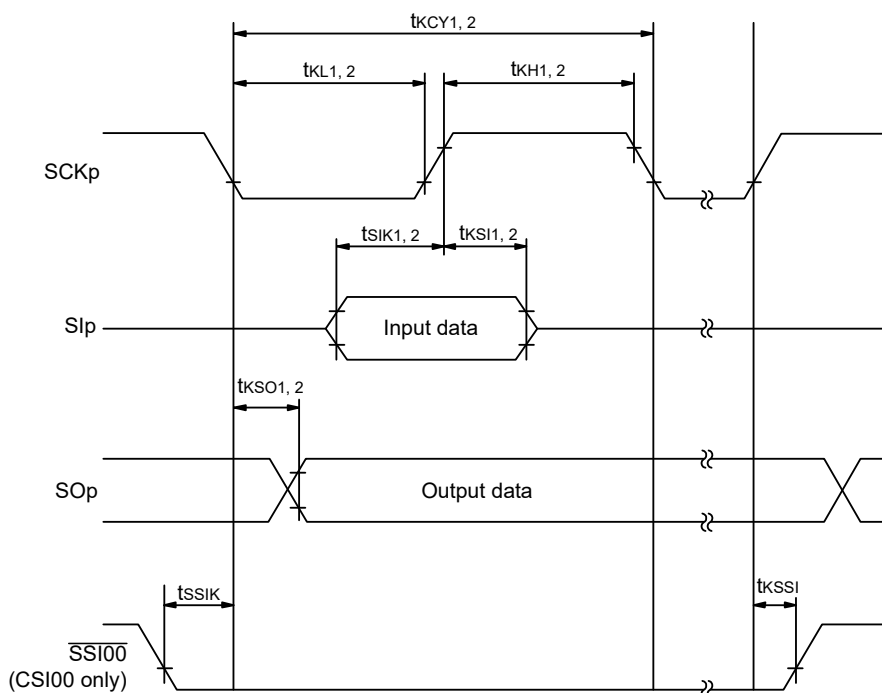 tKCY1, 2
tKL1, 2
tKH1, 2
SCKp
tSIK1, 2
tKSI1, 2
SIp
Input data
tKSO1, 2
SOp
Output data
tSSIK
tKSSI
SSI00
(CSI00 only)